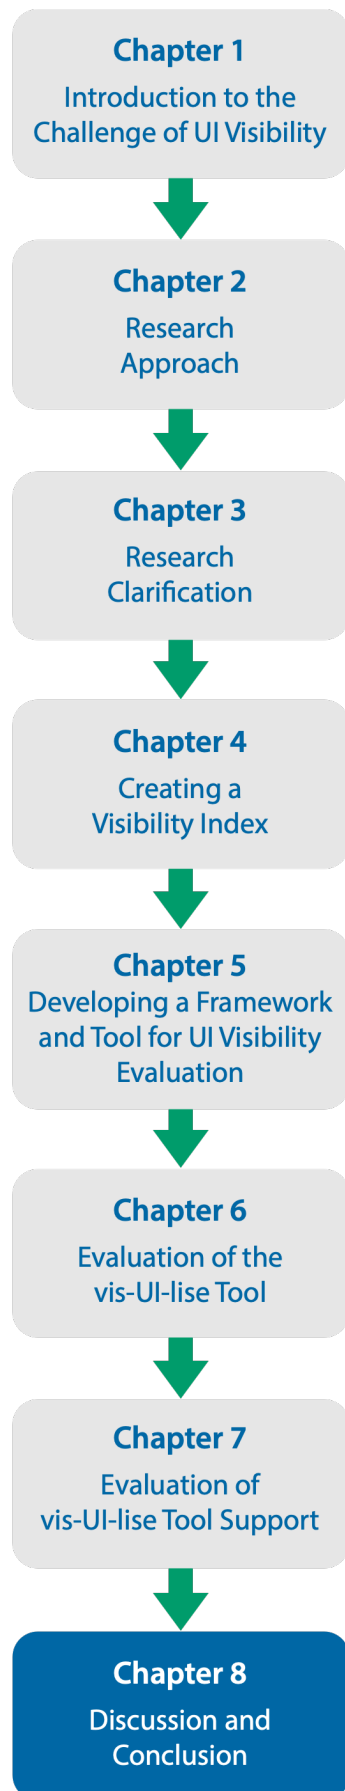 Chapter 1
Introduction to the
Challenge of UI Visibility
Chapter 2
Research
Approach
Chapter 3
Research
Clarification
Chapter 4
Creating a
Visibility Index
Chapter 5
Developing a Framework
and Tool for UI Visibility
Evaluation
Chapter 6
Evaluation of the
vis-UI-lise Tool
Chapter 7
Evaluation of
vis-UI-lise Tool Support
Chapter 8
Discussion and
Conclusion